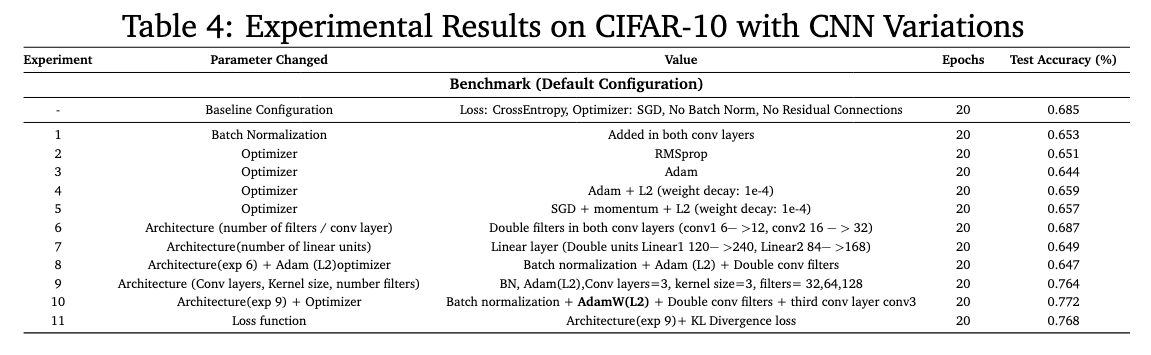 Table 4: Experimental Results on CIFAR-10 with CNN Variations
Experiment Parameter Changed Value Epochs Test Accuracy (%)
Benchmark (Default Configuration)
- Baseline Configuration Loss: CrossEntropy, Optimizer: SGD, No Batch Norm, No Residual Connections 20 0.685
1 Batch Normalization Added in both conv layers 20 0.653
2 Optimizer RMSprop 20 0.651
3 Optimizer Adam 20 0.644
4 Optimizer Adam + L2 (weight decay: 1e-4) 20 0.659
5 Optimizer SGD + momentum + L2 (weight decay: 1e-4) 20 0.657
6 Architecture (number of filters / conv layer) Double filters in both conv layers (conv1 6− >12, conv2 16 − > 32) 20 0.687
7 Architecture(number of linear units) Linear layer (Double units Linear1 120− >240, Linear2 84− >168) 20 0.649
8 Architecture(exp 6) + Adam (L2)optimizer Batch normalization + Adam (L2) + Double conv filters 20 0.647
9 Architecture (Conv layers, Kernel size, number filters) BN, Adam(L2),Conv layers=3, kernel size=3, filters= 32,64,128 20 0.764
10 Architecture(exp 9) + Optimizer Batch normalization + AdamW(L2) + Double conv filters + third conv layer conv3 20 0.772
11 Loss function Architecture(exp 9)+ KL Divergence loss 20 0.768